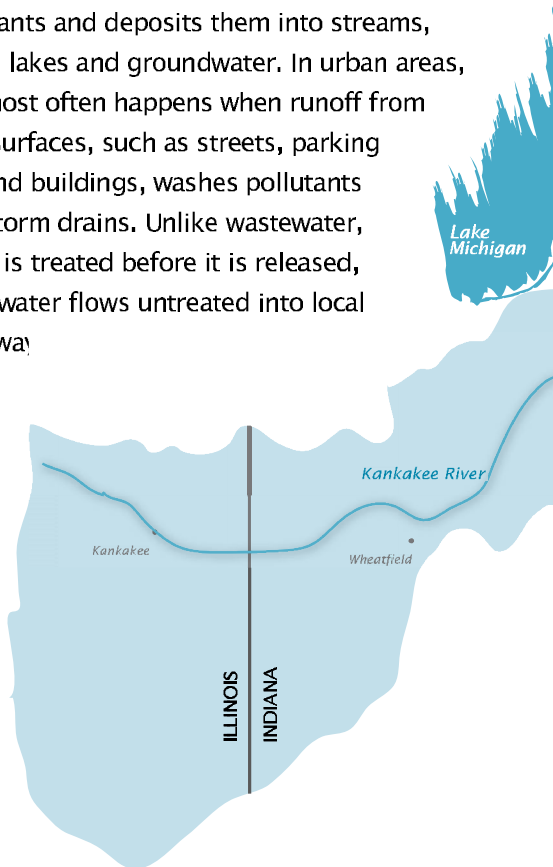 ants and deposits them into streams,
lakes and groundwater. In urban areas,
ost often happens when runoff from
surfaces, such as streets, parking
nd buildings, washes pollutants
torm drains. Unlike wastewater,
is treated before it is released,
water flows untreated into local
way
Lake
Michigan
Kankakee River
Kankakee
Wheatfield
ILLINOIS
INDIANA